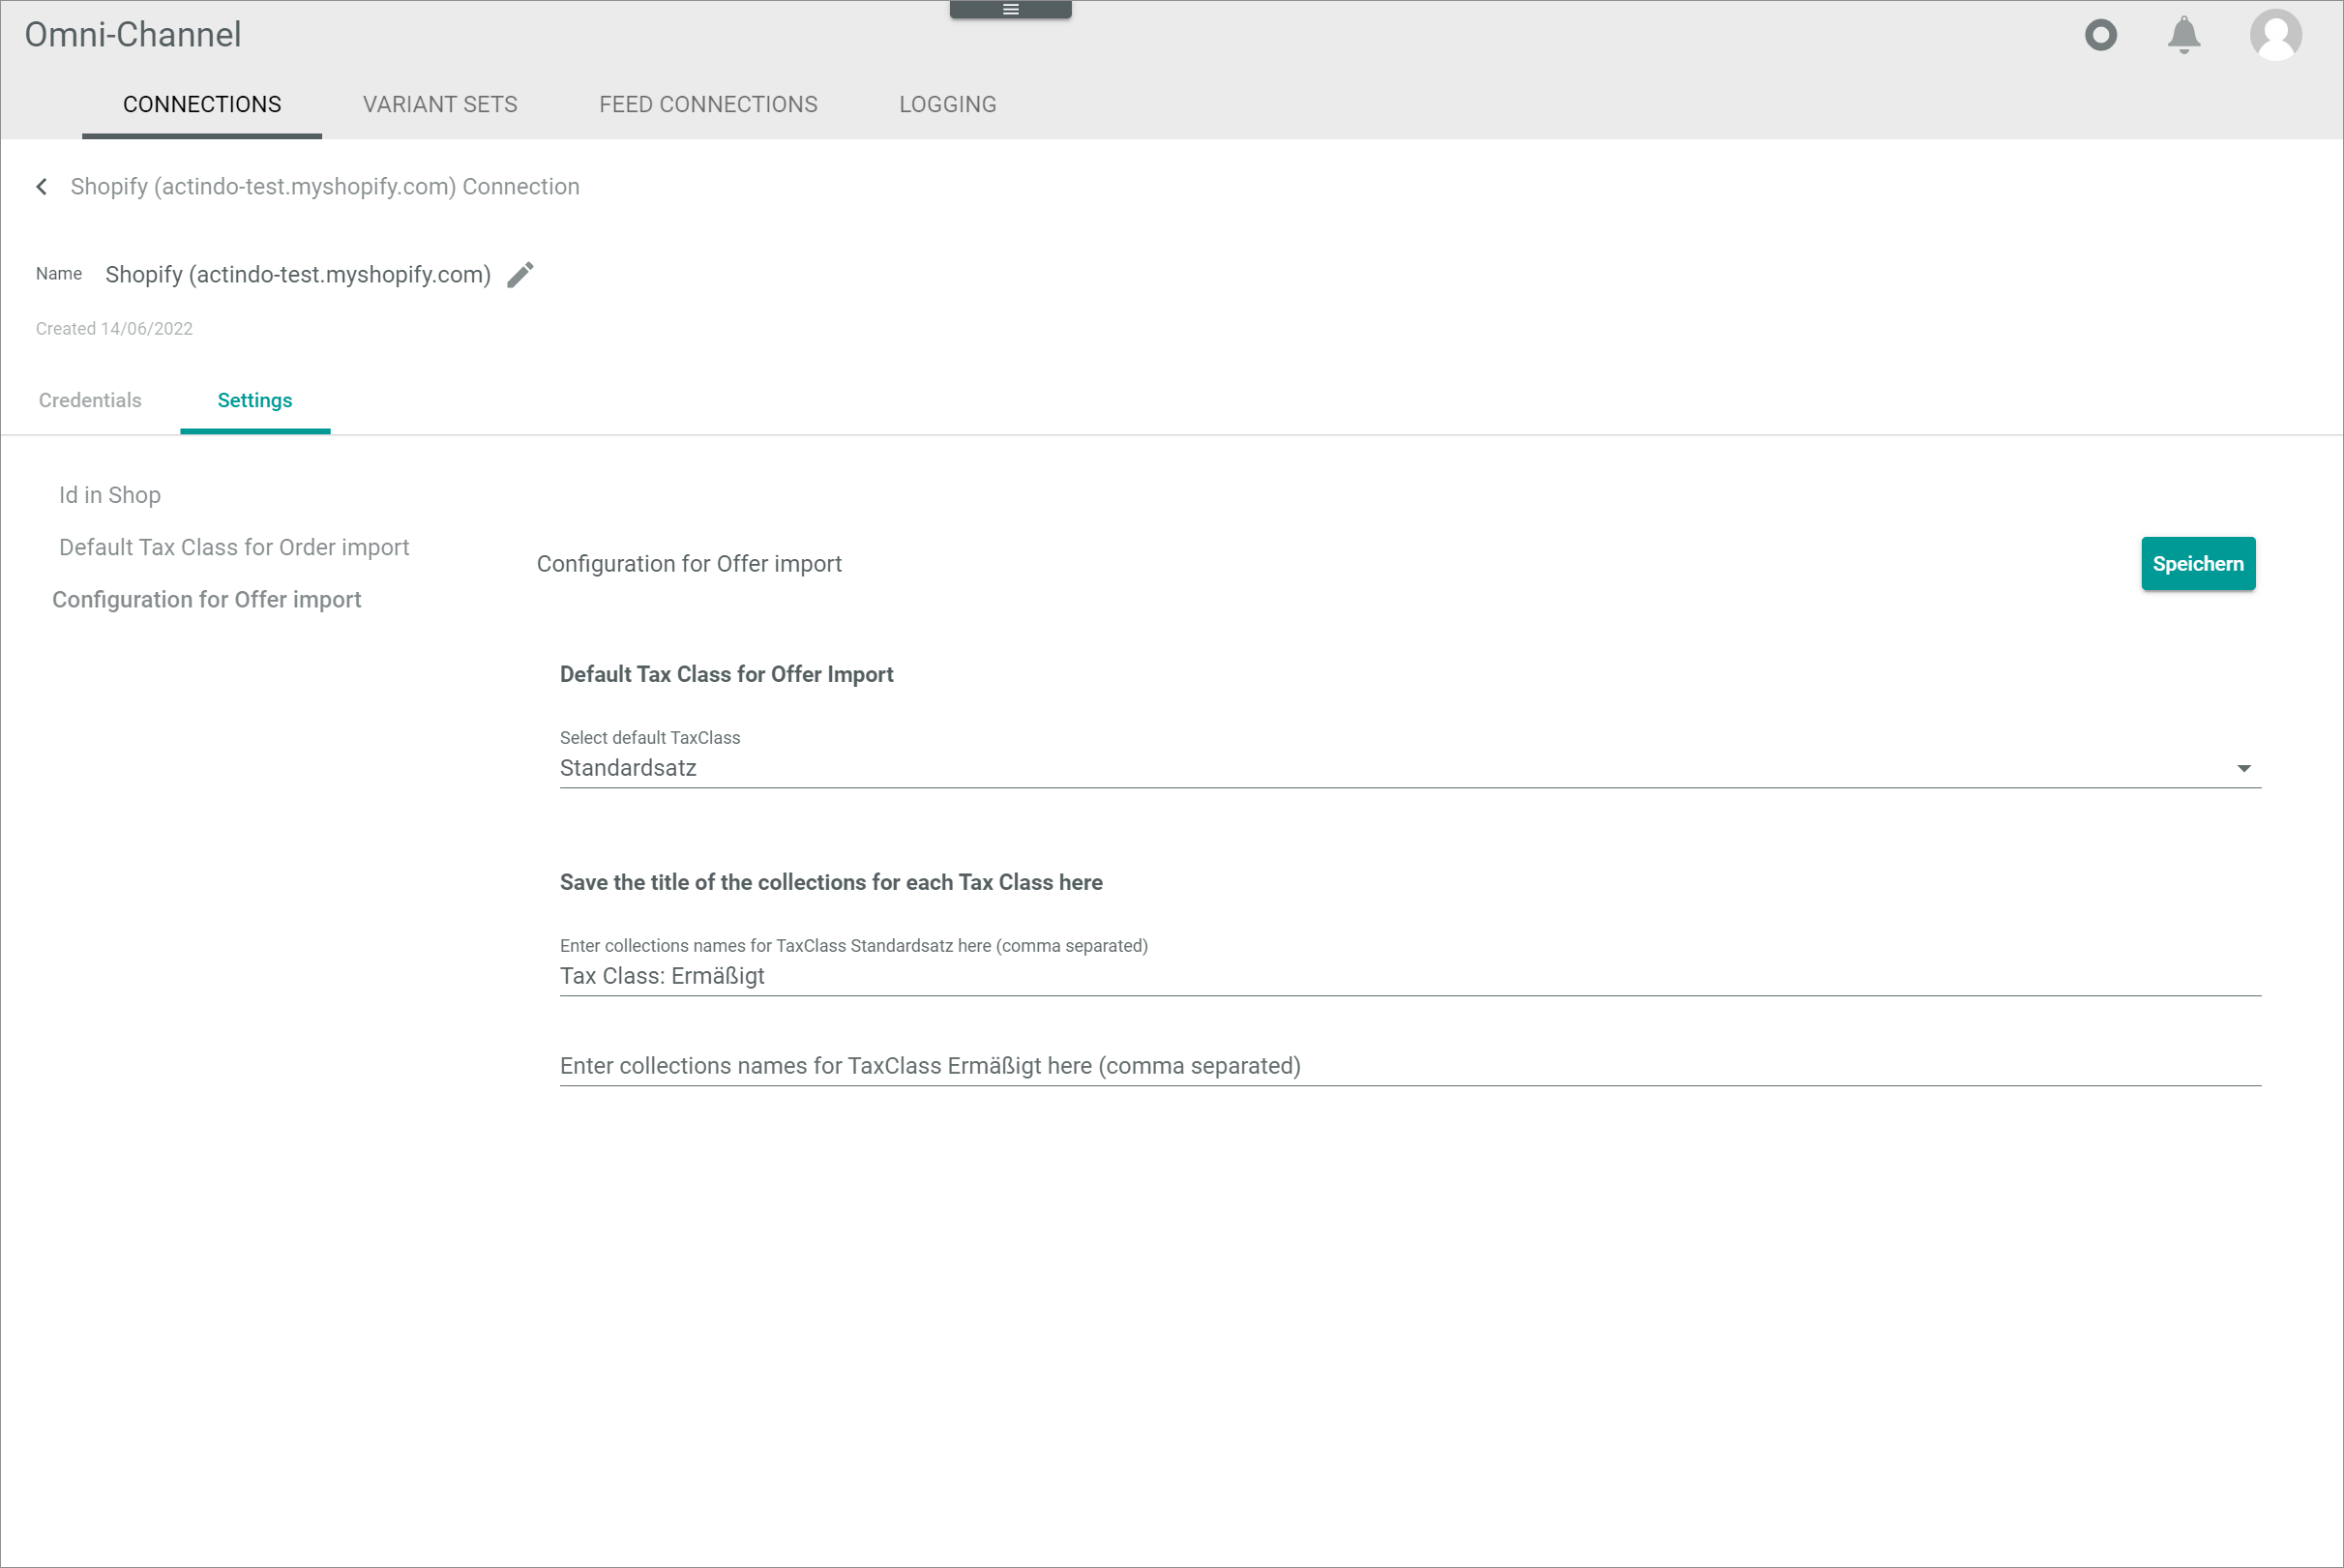 Omni-Channel
CONNECTIONS VARIANT SETS FEED CONNECTIONS LOGGING
Shopify (actindo-test.myshopify.com) Connection
Name Shopify (actindo-test.myshopify.com)
Created 14/06/2022
Credentials Settings
Id in Shop
Default Tax Class for Order import
Configuration for Offer import
Configuration for Offer import
Speichern
Default Tax Class for Offer Import
Select default TaxClass
Standardsatz
Save the title of the collections for each Tax Class here
Enter collections names for TaxClass Standardsatz here (comma separated)
Tax Class: Ermäßigt
Enter collections names for TaxClass Ermäßigt here (comma separated)